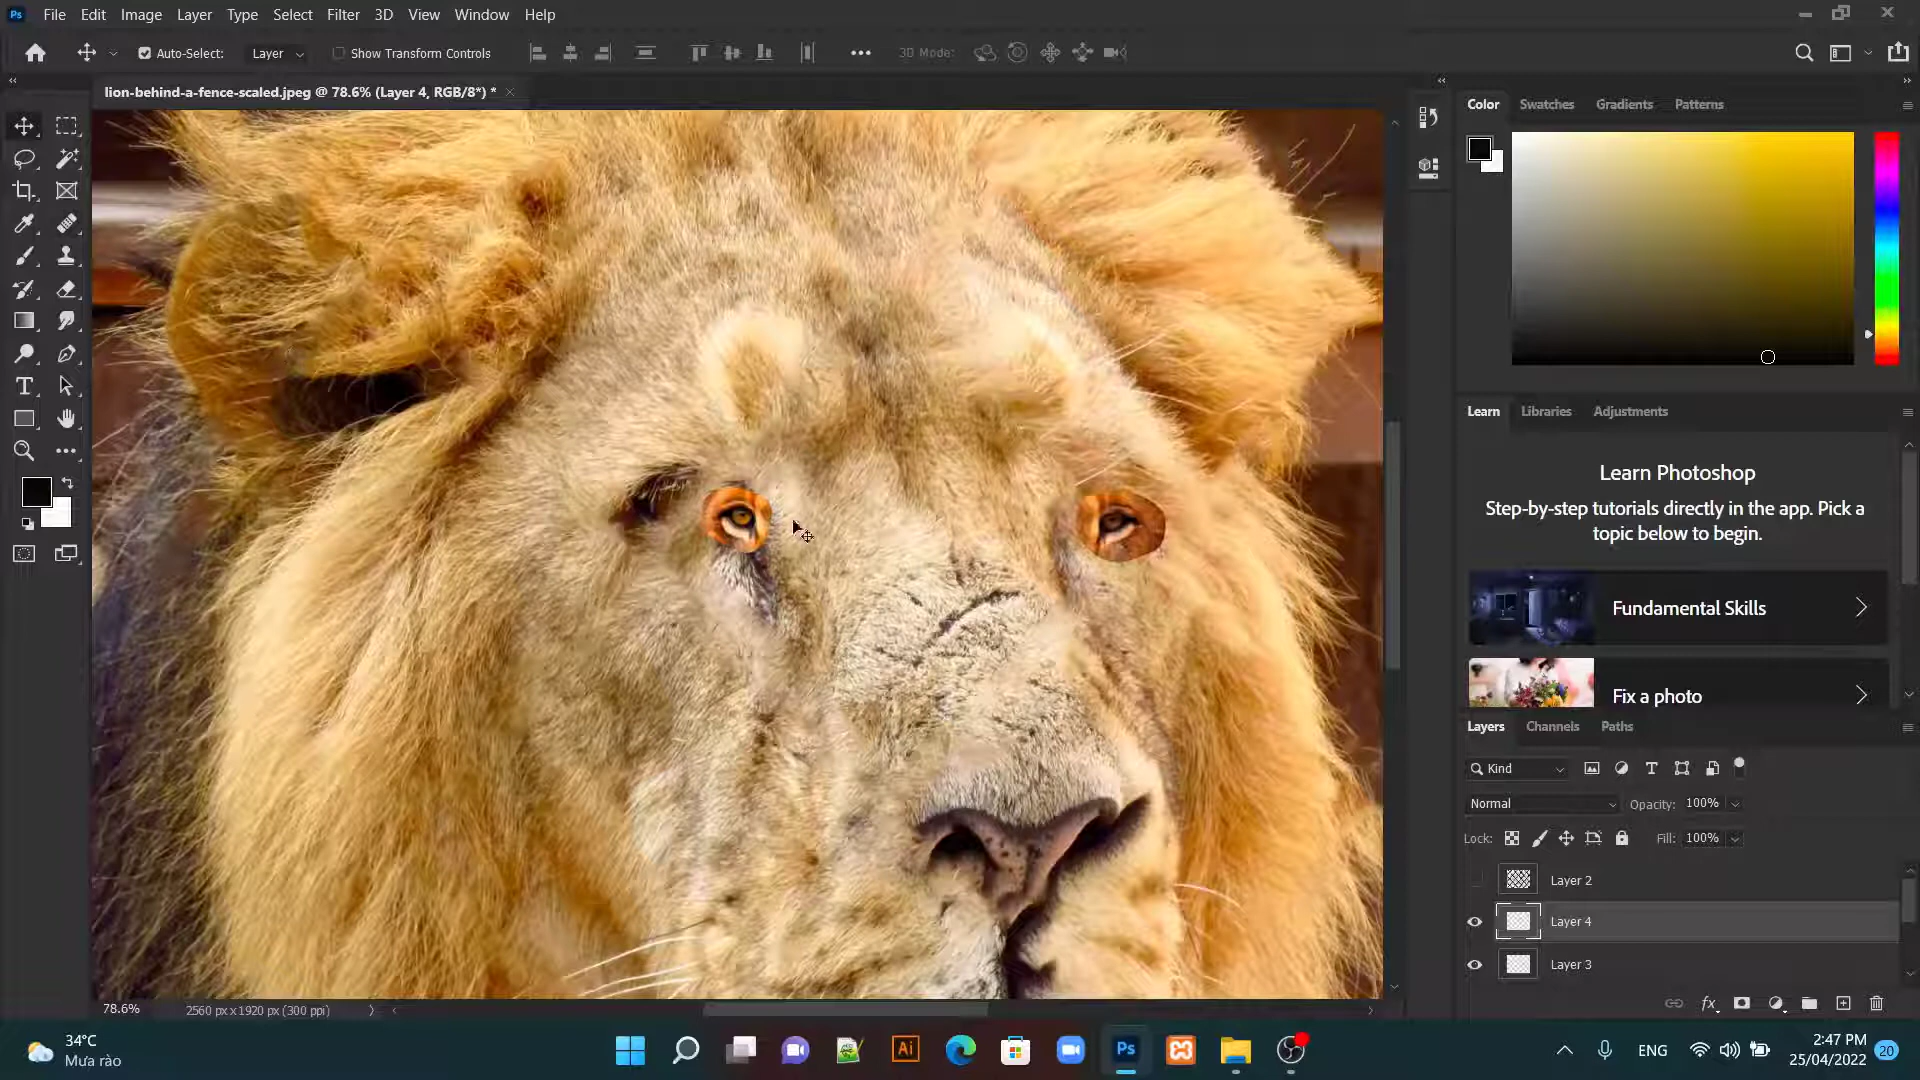 Ps File Edit Image Layer Type Select Filter 3D View Window Help
Auto-Select: Layer Show Transform Controls 3D Mode:
lion-behind-a-fence-scaled.jpeg @ 78.6% (Layer 4, RGB/8*) *
Color Swatches Gradients Patterns
Learn Libraries Adjustments
Learn Photoshop
Step-by-step tutorials directly in the app. Pick a
topic below to begin.
Fundamental Skills
Fix a photo
Layers Channels Paths
Kind
Normal Opacity: 100%
Lock: Fill: 100%
Layer 2
Layer 4
Layer 3
fx
78.6% 2560 px x 1920 px (300 ppi)
34°C
Mưa rào
Ai
Ps
ENG
2:47 PM
25/04/2022
20